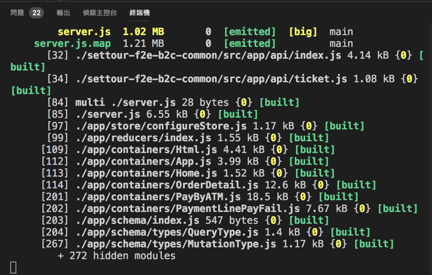 問題 22 輸出 偵錯主控台 終端機
server.js 1.02 MB 0 [emitted] [big] main
server.js.map 1.21 MB 0 [emitted] main
[32] ./settour-f2e-b2c-common/src/app/api/index.js 4.14 kB {0} [
built]
[34] ./settour-f2e-b2c-common/src/app/api/ticket.js 1.08 kB {0}
[built]
[84] multi ./server.js 28 bytes {0} [built]
[85] ./server.js 6.55 kB {0} [built]
[97] ./app/store/configureStore.js 1.17 kB {0} [built]
[99] ./app/reducers/index.js 1.55 kB {0} [built]
[109] ./app/containers/Html.js 4.41 kB {0} [built]
[112] ./app/containers/App.js 3.99 kB {0} [built]
[113] ./app/containers/Home.js 1.52 kB {0} [built]
[114] ./app/containers/OrderDetail.js 12.6 kB {0} [built]
[201] ./app/containers/PayByATM.js 18.5 kB {0} [built]
[202] ./app/containers/PaymentLinePayFail.js 7.67 kB {0} [built]
[203] ./app/schema/index.js 547 bytes {0} [built]
[204] ./app/schema/types/QueryType.js 1.4 kB {0} [built]
[267] ./app/schema/types/MutationType.js 1.17 kB {0} [built]
+ 272 hidden modules